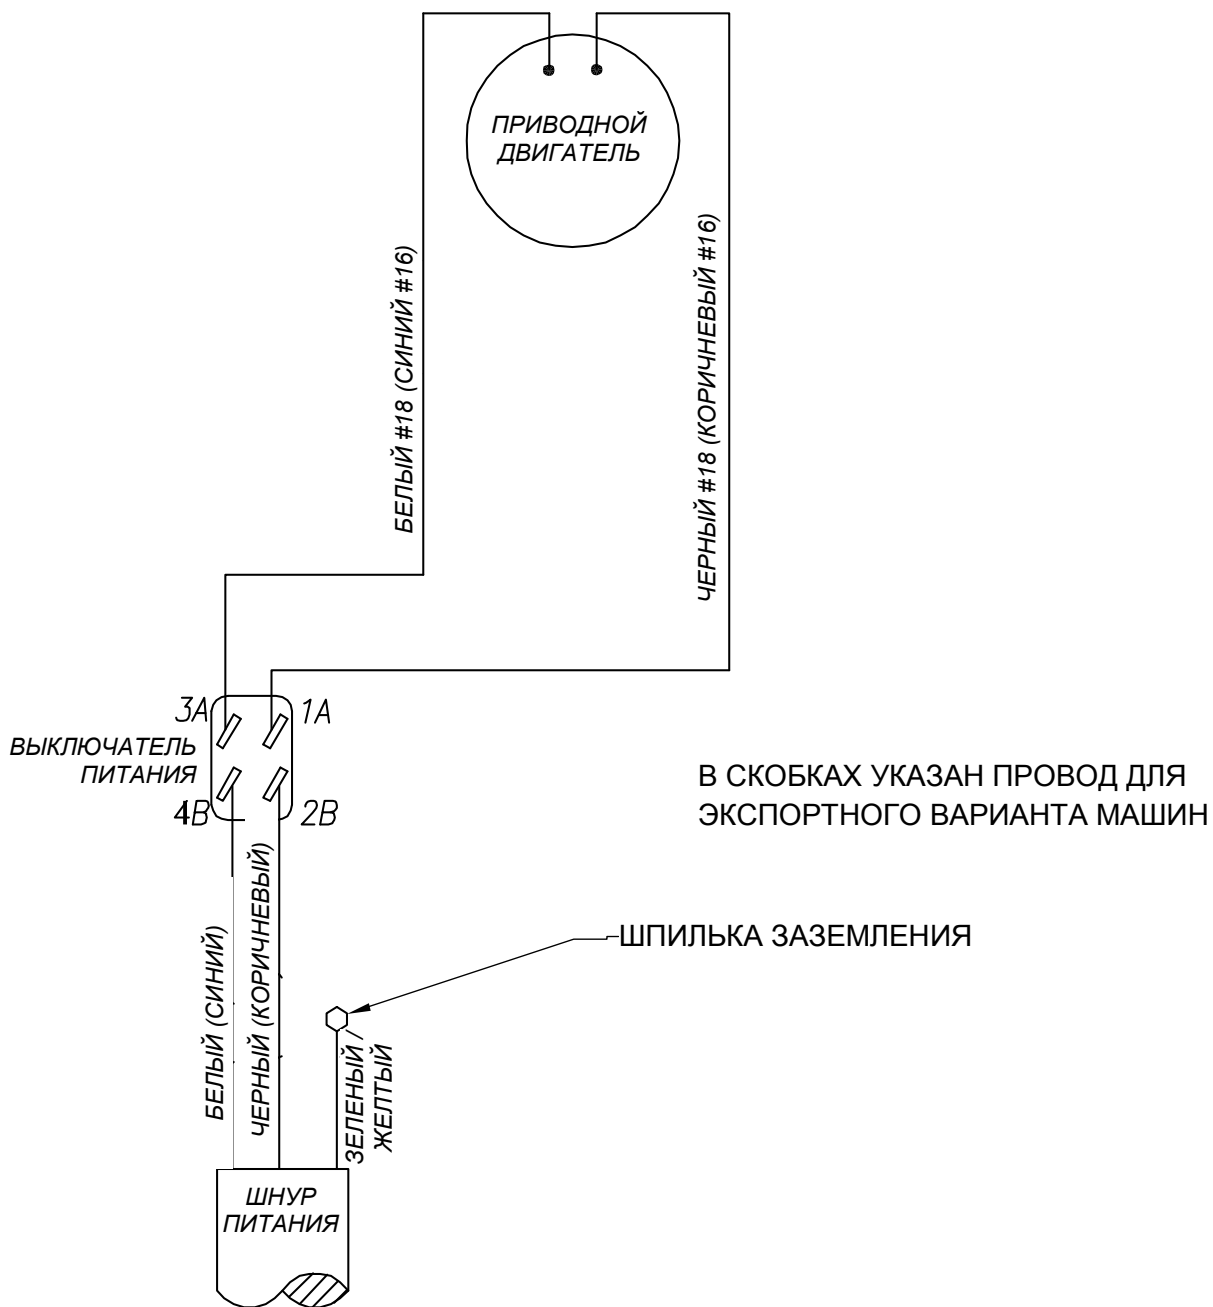 ПРИВОДНОЙ
ДВИГАТЕЛЬ
БЕЛЫЙ #18 (СИНИЙ #16)
ЧЕРНЫЙ #18 (КОРИЧНЕВЫЙ #16)
3A
1A
ВЫКЛЮЧАТЕЛЬ
ПИТАНИЯ
4B
2B
В СКОБКАХ УКАЗАН ПРОВОД ДЛЯ
ЭКСПОРТНОГО ВАРИАНТА МАШИН
БЕЛЫЙ (СИНИЙ)
ЧЕРНЫЙ (КОРИЧНЕВЫЙ)
ШПИЛЬКА ЗАЗЕМЛЕНИЯ
ЗЕЛЕНЫЙ /
ЖЕЛТЫЙ
ШНУР
ПИТАНИЯ